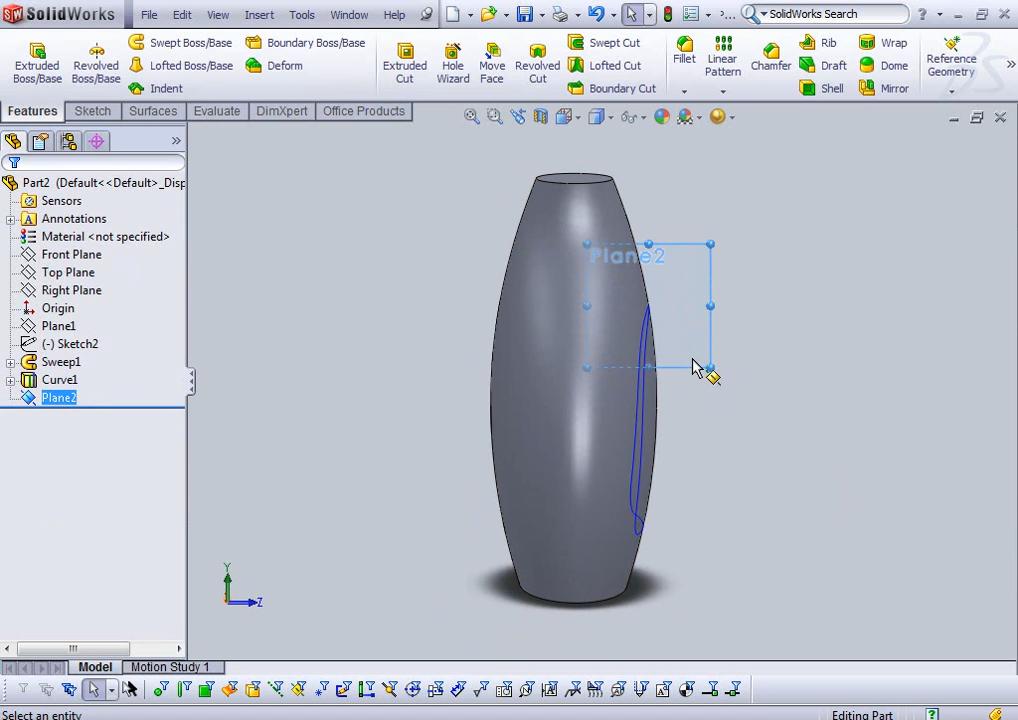 SW SolidWorks File Edit View Insert Tools Window Help ... SolidWorks Search ?
Extruded Boss/Base
Revolved Boss/Base
Swept Boss/Base
Lofted Boss/Base
Indent
Boundary Boss/Base
Deform
Extruded Cut
Hole Wizard
Move Face
Revolved Cut
Swept Cut
Lofted Cut
Boundary Cut
Fillet
Linear Pattern
Chamfer
Rib
Draft
Shell
Wrap
Dome
Mirror
Reference Geometry
Features Sketch Surfaces Evaluate DimXpert Office Products
Part2 (Default<<Default>_Disp
Sensors
Annotations
Material <not specified>
Front Plane
Top Plane
Right Plane
Origin
Plane1
(-) Sketch2
Sweep1
Curve1
Plane2
Plane2
Y
Z
Model Motion Study 1
Select an entity Editing Part ?